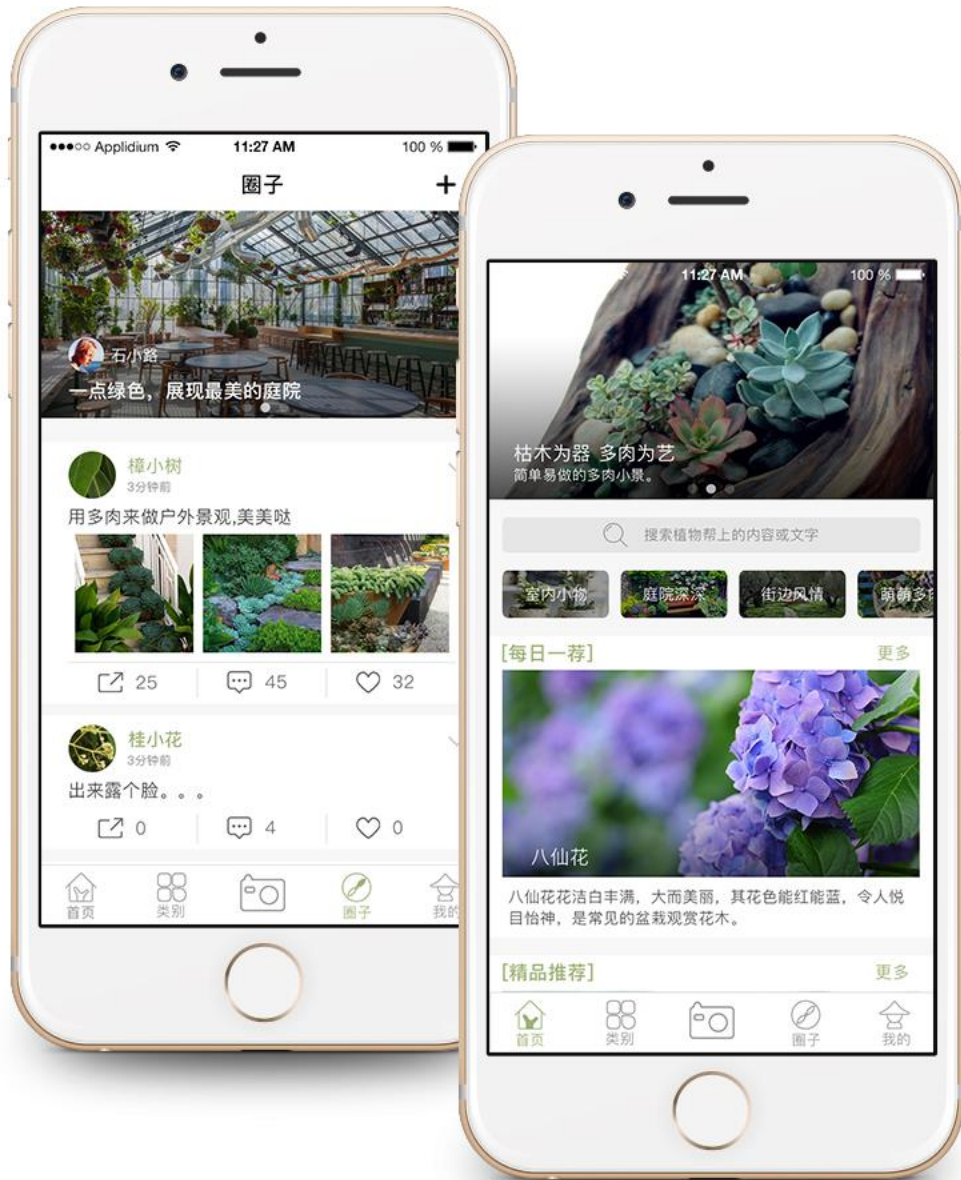 Applidium
11:27 AM
100 %
圈子
+
石小路
一点绿色，展现最美的庭院
樟小树
3分钟前
用多肉来做户外景观,美美哒
25
45
32
桂小花
3分钟前
出来露个脸。。。
0
4
0
首页
类别
圈子
我的
11:27 AM
100 %
枯木为器 多肉为艺
简单易做的多肉小景。
搜索植物帮上的内容或文字
室内小物
庭院深深
街边风情
萌萌多肉
[每日一荐]
更多
八仙花
八仙花花洁白丰满，大而美丽，其花色能红能蓝，令人悦
目怡神，是常见的盆栽观赏花木。
[精品推荐]
更多
首页
类别
圈子
我的